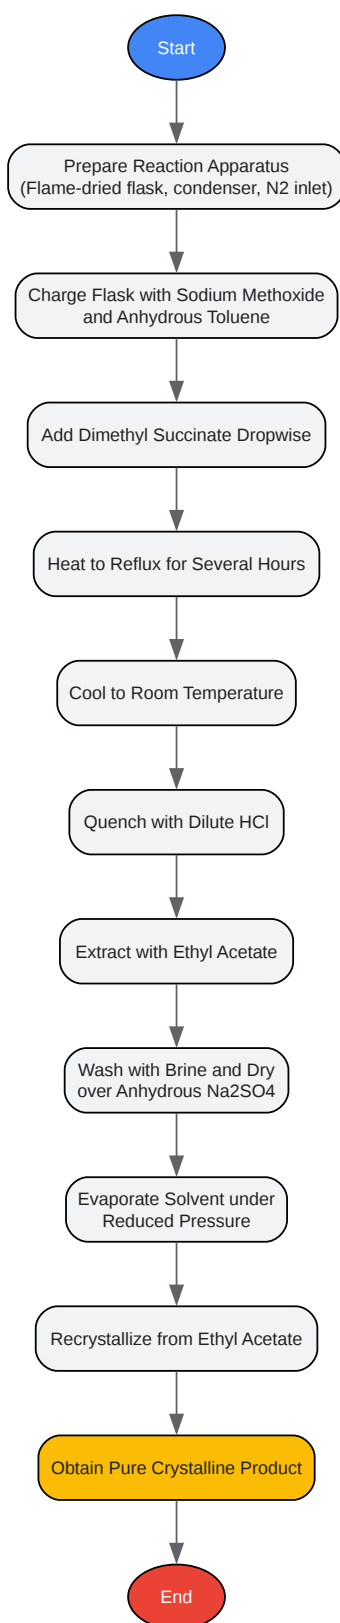 Start
Prepare Reaction Apparatus
(Flame-dried flask, condenser, N2 inlet)
Charge Flask with Sodium Methoxide
and Anhydrous Toluene
Add Dimethyl Succinate Dropwise
Heat to Reflux for Several Hours
Cool to Room Temperature
Quench with Dilute HCl
Extract with Ethyl Acetate
Wash with Brine and Dry
over Anhydrous Na2SO4
Evaporate Solvent under
Reduced Pressure
Recrystallize from Ethyl Acetate
Obtain Pure Crystalline Product
End